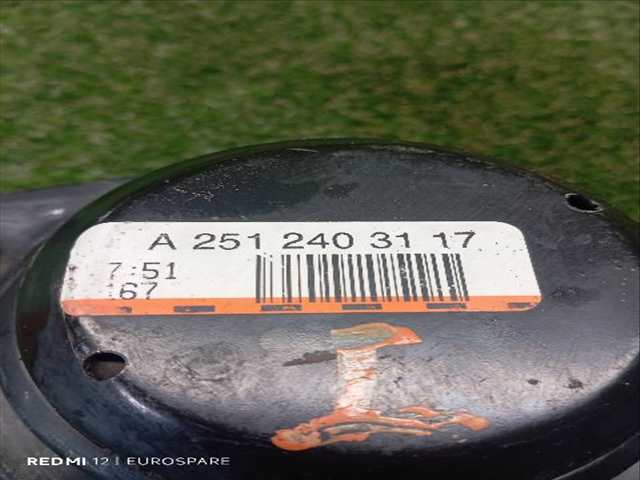 A 251 240 31 17
7:51
67
REDMI 12 | EUROSPARE